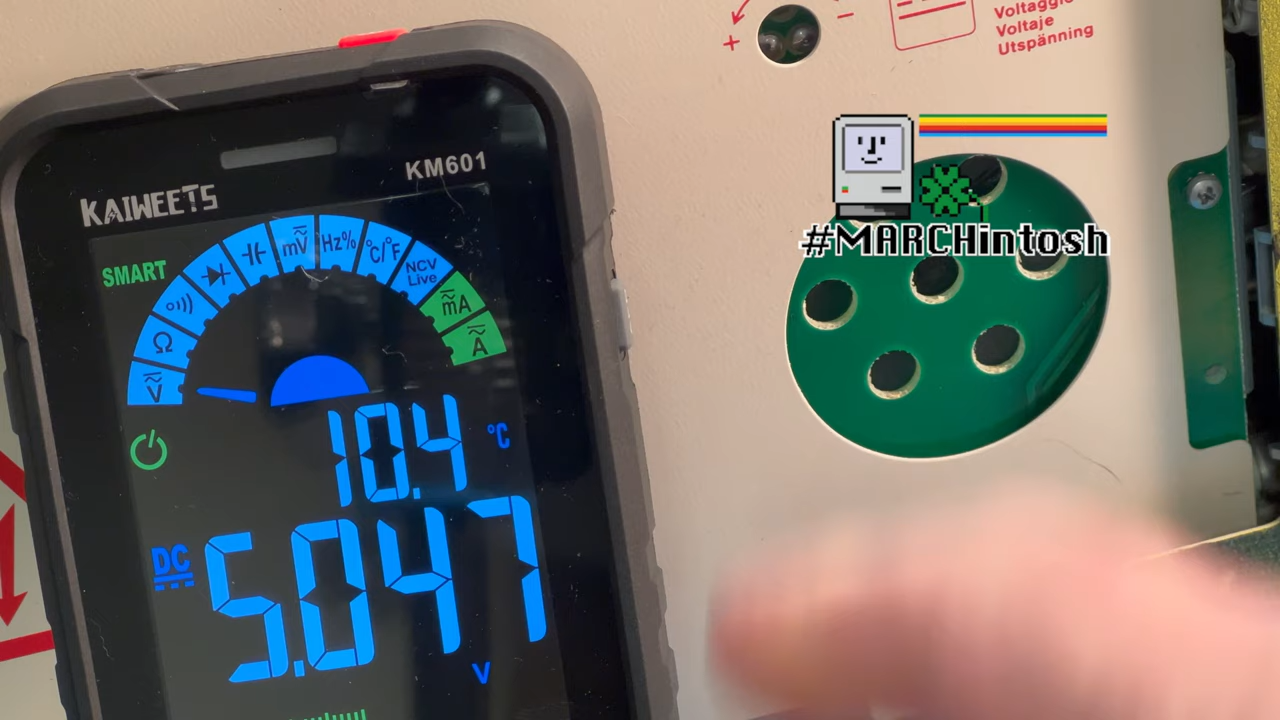 Voltaggio
Voltaje
Utspänning
+
−
KAIWEETS
KM601
SMART
mV
Hz%
°C/°F
NCV
Live
mA
A
Ω
V
10.4 °C
DC
5.047
V
#MARCHintosh